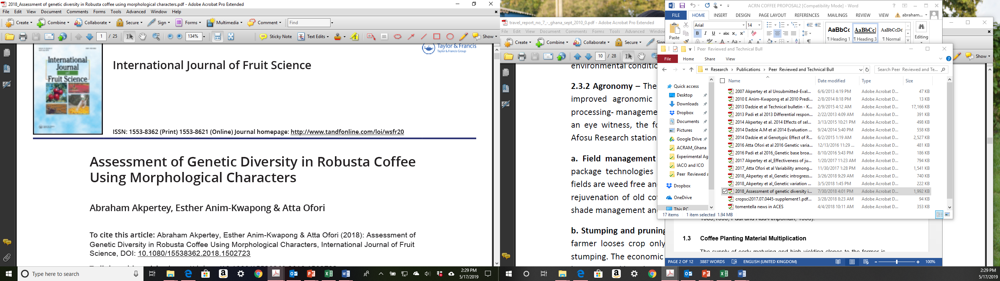 2018_Assessment of genetic diversity in Robusta coffee using morphological characters.pdf - Adobe Acrobat Pro Extended
File Edit View Document Comments Forms Tools Advanced Window Help
Create Combine Collaborate Secure Sign Forms Multimedia Comment Find
1 / 25 134% Sticky Note Text Edits Show
Taylor & Francis
Taylor & Francis Group
International Journal of Fruit Science
International Journal of Fruit Science
ISSN: 1553-8362 (Print) 1553-8621 (Online) Journal homepage: http://www.tandfonline.com/loi/wsfr20
Assessment of Genetic Diversity in Robusta Coffee
Using Morphological Characters
Abraham Akpertey, Esther Anim-Kwapong & Atta Ofori
To cite this article: Abraham Akpertey, Esther Anim-Kwapong & Atta Ofori (2018): Assessment of
Genetic Diversity in Robusta Coffee Using Morphological Characters, International Journal of Fruit
Science, DOI: 10.1080/15538362.2018.1502723
Type here to search
2:29 PM
5/17/2019
travel_report_no_7_-_ghana_sept_2010_0.pdf - Adobe Acrobat Pro Extended
File Edit View Document Comments Forms Tools Advanced Window
Create Combine Collaborate Secure Sign
10 / 28
Show
environmental conditio
2.3.2 Agronomy – The
improved agronomic
processing- manageme
an eye witness, the fo
Afosu Research station
a. Field management
package technologies
fields are weed free an
rejuvenation of old cof
shade management and
b. Stumping and pruning
farmer looses crop only
stumping. The economic
ACRN COFFEE PROPOSAL2 [Compatibility Mode] - Word
FILE HOME INSERT DESIGN PAGE LAYOUT REFERENCES MAILINGS REVIEW VIEW abraham...
Paste
Arial 14
B I U abc x₂ x²
AaBbCc AaBbCcl AaBbCcDd
¶ Heading 1 ¶ Heading 3 ¶ Normal
Editing
Peer Reviewed and Technical Bull
File Home Share View
« Research > Publications > Peer Reviewed and Technical Bull
Search Peer Reviewed and Te...
Name Date modified Type Size
Quick access
Desktop
Downloads
Dropbox
Documents
Pictures
Google Drive
ACRAM_Ghana
Experimental Ag
IACO and ICO
Peer Reviewed a
Dropbox
OneDrive
This PC
2007 Akpertey et al Unsubmitted-Eval... 6/6/2013 4:19 PM Adobe Acrobat D... 47 KB
2010 E Anim-Kwapong et al 2010 Predi... 2/8/2014 8:18 PM Adobe Acrobat D... 13 KB
2013 Dadzie et al Technical bulletin - K... 2/9/2015 4:12 AM Adobe Acrobat D... 17,166 KB
2013 Padi et al 2013 Differential respon... 2/22/2013 4:09 AM Adobe Acrobat D... 391 KB
2014 Akpertey et al. 2014 Effects of sel... 3/13/2015 10:21 PM Adobe Acrobat D... 498 KB
2014 Dadzie A.M et al 2014 Evaluation ... 9/24/2014 5:40 PM Adobe Acrobat D... 558 KB
2014 Dadzie et al Genotypic Effect of R... 6/2/2015 1:19 AM Adobe Acrobat D... 2,527 KB
2016 Atta Ofori et al 2016 Genetic varia... 12/13/2016 11:29 ... Adobe Acrobat D... 481 KB
2016 Padi et al 2016_Genetic base broa... 8/10/2016 5:43 PM Adobe Acrobat D... 186 KB
2017 Akpertey et al_Effectiveness of ju... 1/20/2017 11:23 AM Adobe Acrobat D... 794 KB
2017_Atta Ofori et al Variability among... 11/30/2017 1:28 PM Adobe Acrobat D... 1,541 KB
2018_Akpertey et al_Genetic introgress... 3/26/2018 9:29 AM Adobe Acrobat D... 740 KB
2018_Akpertey et al_Genetic variation ... 3/5/2018 1:45 PM Adobe Acrobat D... 222 KB
2018_Assessment of genetic diversity i... 7/30/2018 4:01 PM Adobe Acrobat D... 1,992 KB
cropsci2017.07.0445-supplement1.pdf... 3/28/2018 8:23 AM Adobe Acrobat D... 94 KB
tomentella news in ACES 4/4/2018 10:11 AM Adobe Acrobat D... 353 KB
17 items 1 item selected 1.94 MB
1.3 Coffee Planting Material Multiplication
The supply of early maturing and high yielding clones to the farmer is
PAGE 2 OF 12 3887 WORDS ENGLISH (UNITED KINGDOM) 100%
2:29 PM
5/17/2019